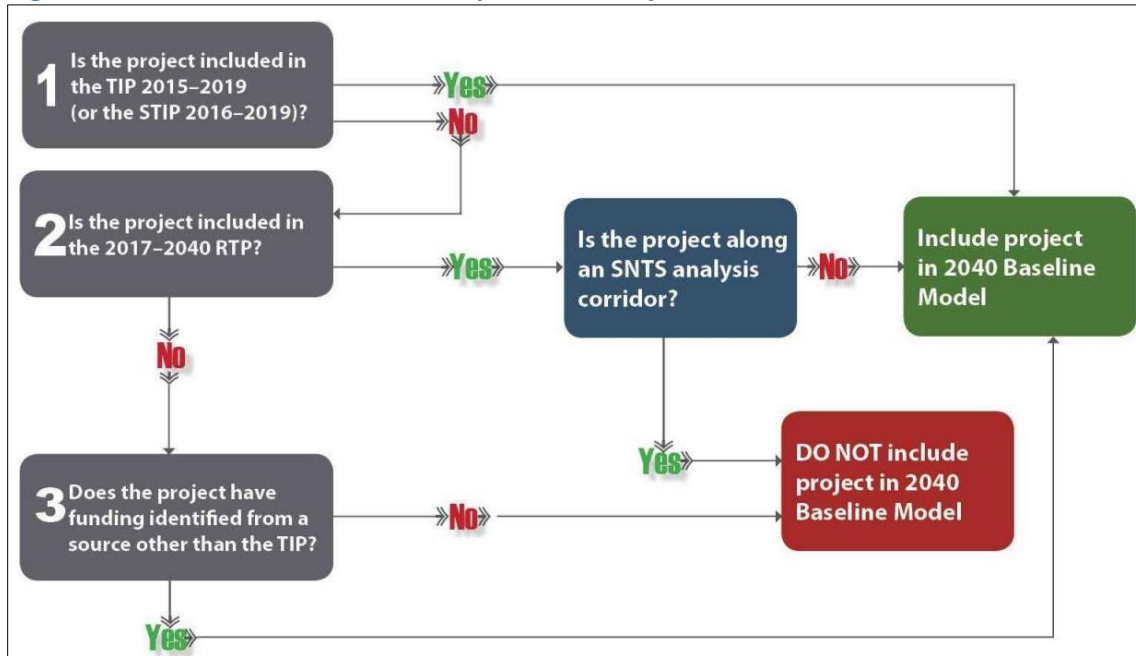 1 Is the project included in
the TIP 2015–2019
(or the STIP 2016–2019)?
Yes
No
2 Is the project included in
the 2017–2040 RTP?
Yes
Is the project along
an SNTS analysis
corridor?
No
Include project
in 2040 Baseline
Model
No
Yes
DO NOT include
project in 2040
Baseline Model
3 Does the project have
funding identified from a
source other than the TIP?
No
Yes